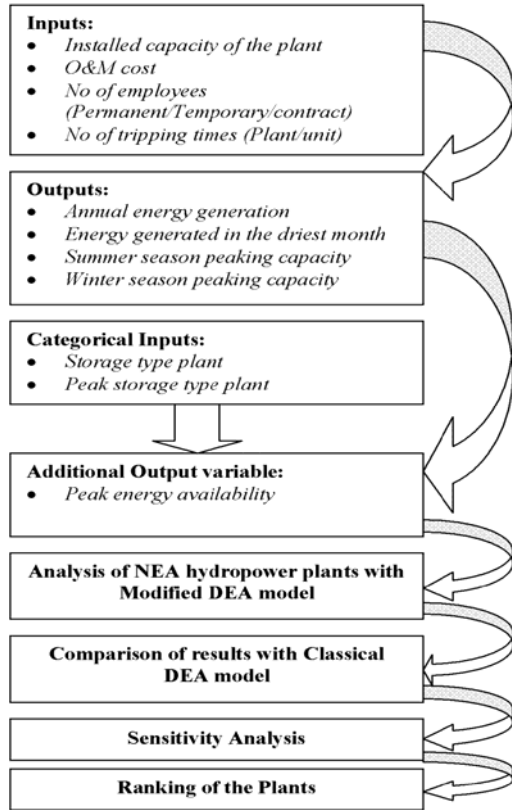 Inputs:
• Installed capacity of the plant
• O&M cost
• No of employees
(Permanent/Temporary/contract)
• No of tripping times (Plant/unit)
Outputs:
• Annual energy generation
• Energy generated in the driest month
• Summer season peaking capacity
• Winter season peaking capacity
Categorical Inputs:
• Storage type plant
• Peak storage type plant
Additional Output variable:
• Peak energy availability
Analysis of NEA hydropower plants with
Modified DEA model
Comparison of results with Classical
DEA model
Sensitivity Analysis
Ranking of the Plants